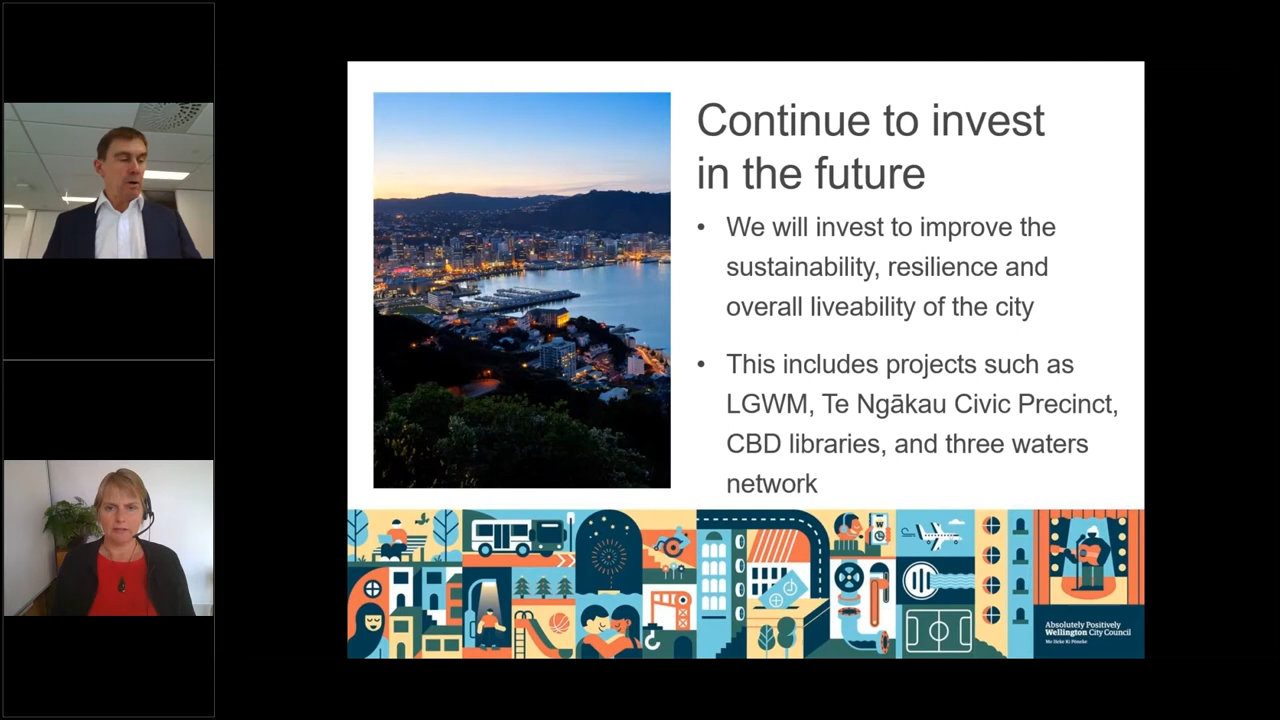 Continue to invest
in the future
• We will invest to improve the
sustainability, resilience and
overall liveability of the city
• This includes projects such as
LGWM, Te Ngākau Civic Precinct,
CBD libraries, and three waters
network
W
Absolutely Positively
Wellington City Council
Me Heke Ki Pōneke